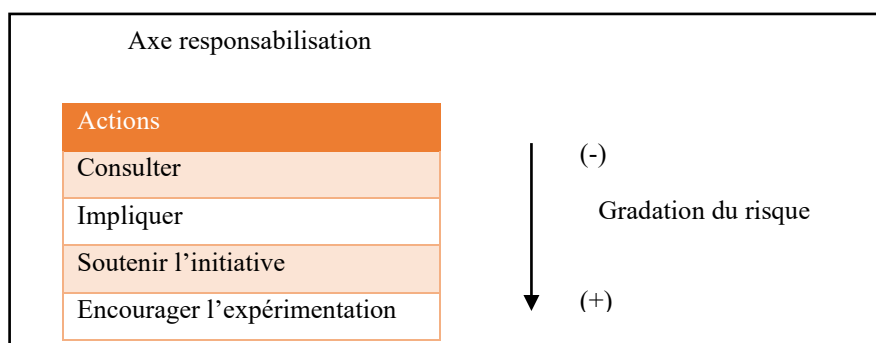 Axe responsabilisation
Actions
Consulter
Impliquer
Soutenir l’initiative
Encourager l’expérimentation
(-)
Gradation du risque
(+)